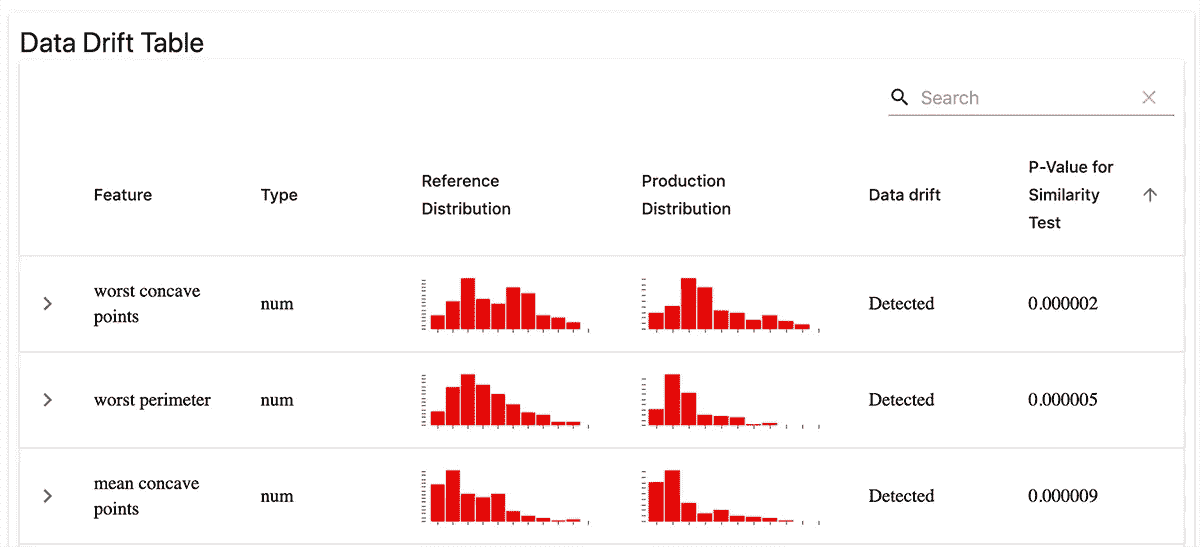 Data Drift Table
Search
Feature
Type
Reference
Distribution
Production
Distribution
Data drift
P-Value for
Similarity
Test
worst concave
points
num
Detected
0.000002
worst perimeter
num
Detected
0.000005
mean concave
points
num
Detected
0.000009